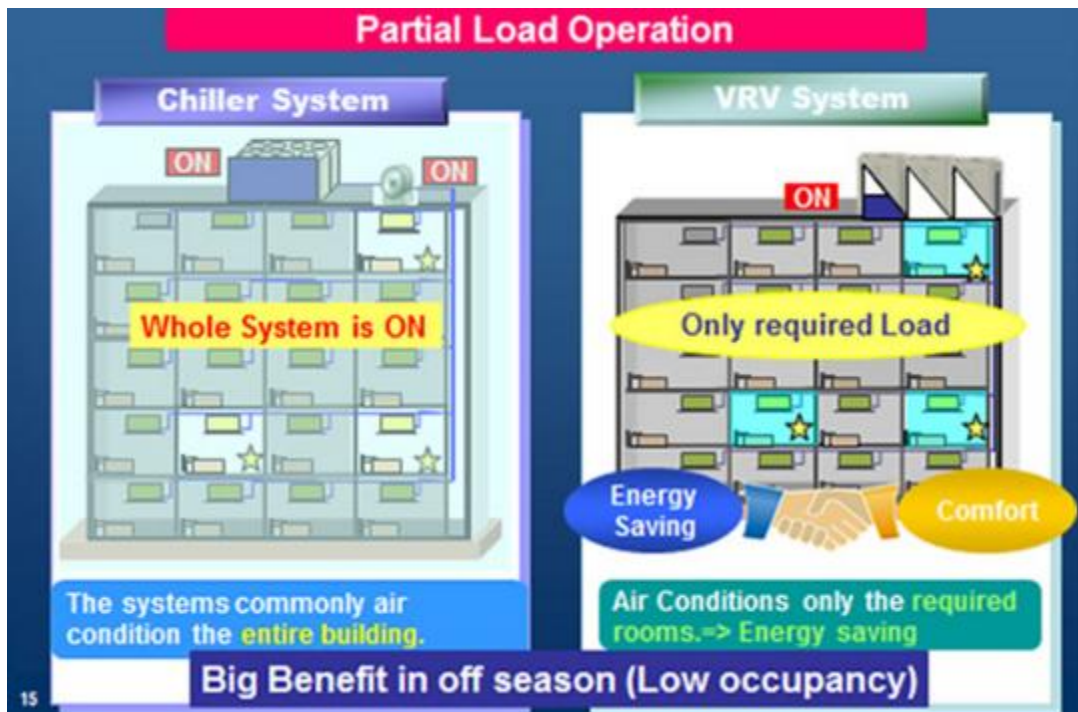 Partial Load Operation
Chiller System
ON
ON
Whole System is ON
The systems commonly air
condition the entire building.
VRV System
ON
Only required Load
Energy
Saving
Comfort
Air Conditions only the required
rooms.=> Energy saving
Big Benefit in off season (Low occupancy)
15